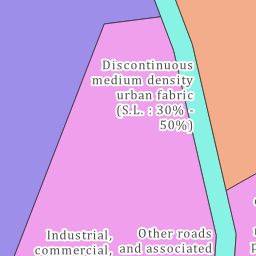 Discontinuous
medium density
urban fabric
(S.L. : 30% -
50%)
Industrial,
commercial,
Other roads
and associated